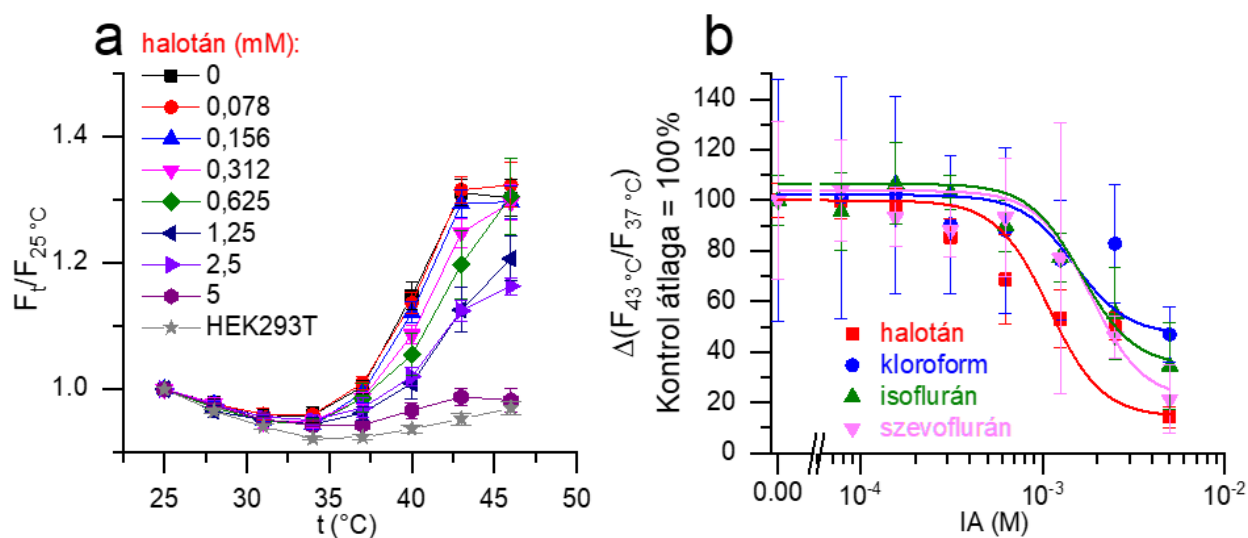 a
halotán (mM):
0
0,078
0,156
0,312
0,625
1,25
2,5
5
HEK293T
Ft/F25 °C
1.4
1.2
1.0
25 30 35 40 45 50
t (°C)
b
Δ(F43 °C/F37 °C)
Kontrol átlaga = 100%
140
120
100
80
60
40
20
0
halotán
kloroform
isoflurán
szevoflurán
0.00 10-4 10-3 10-2
IA (M)